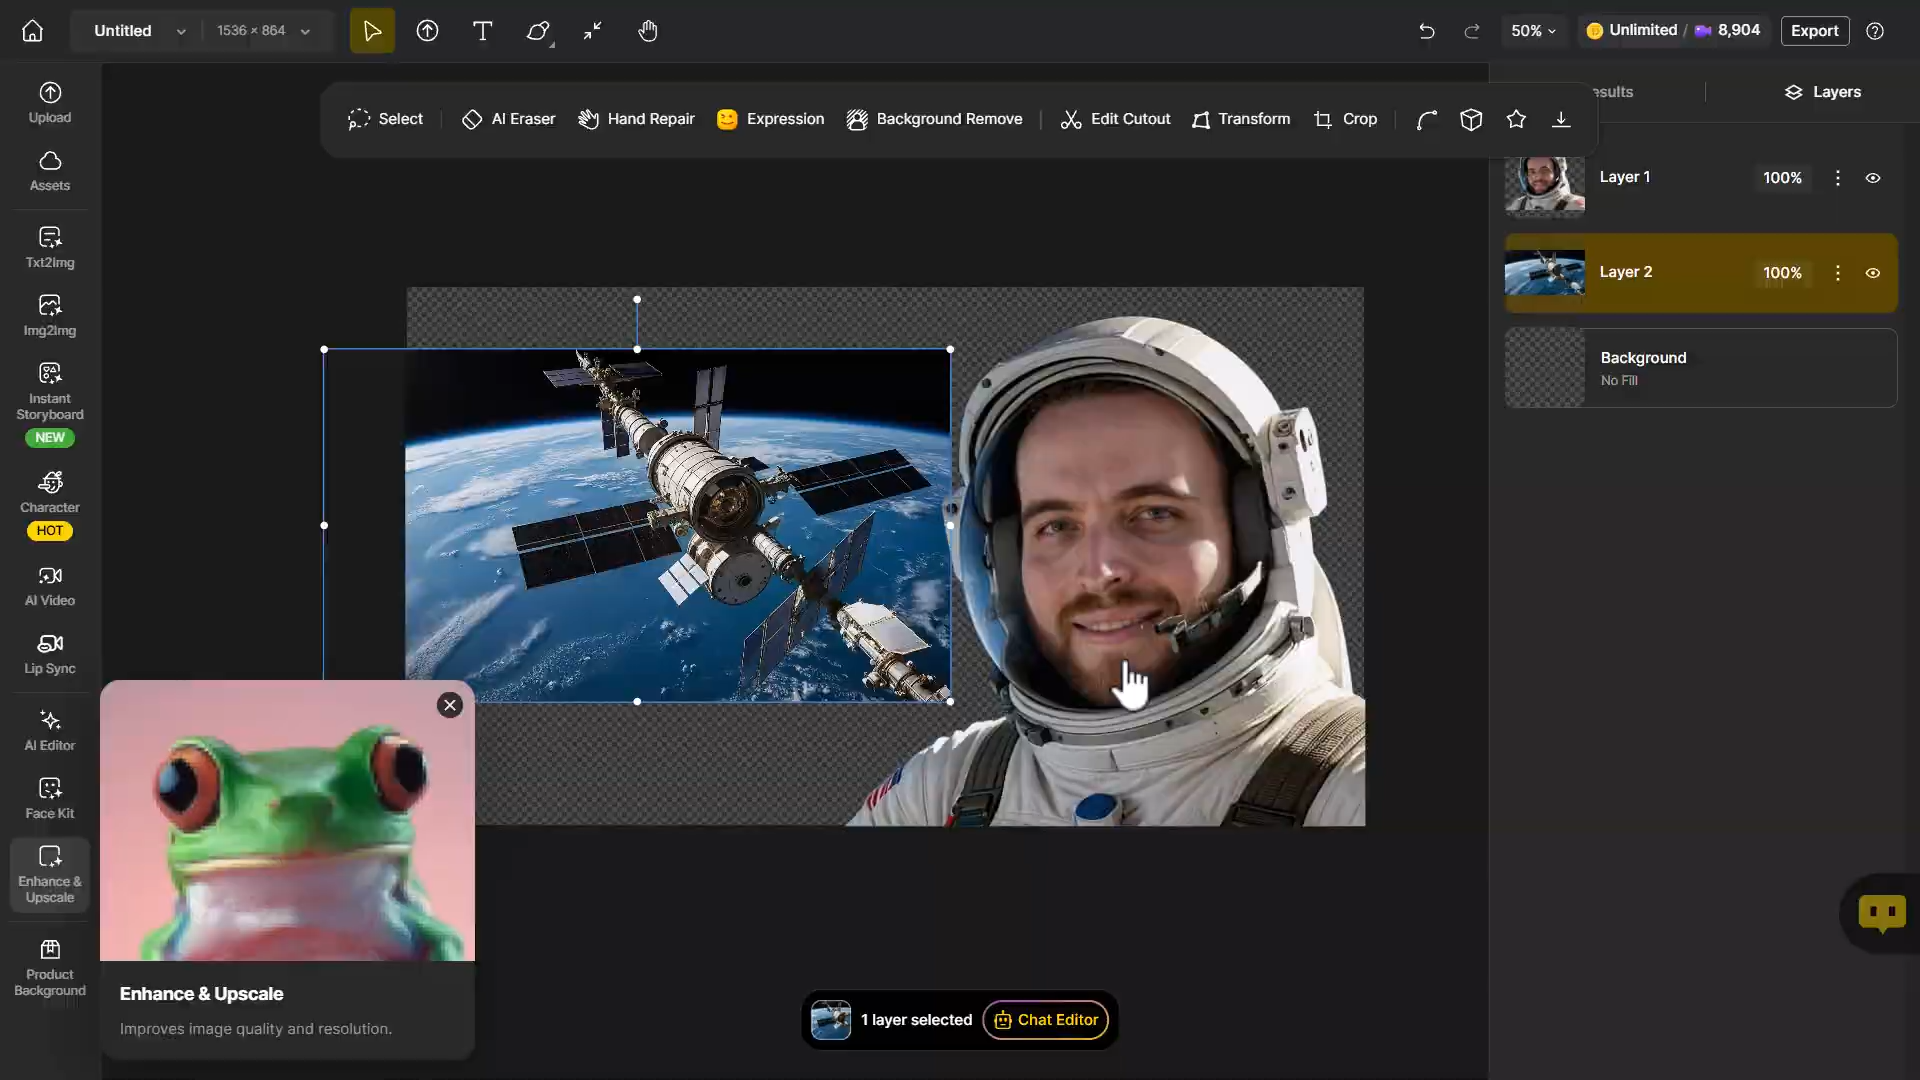 Untitled
1536 × 864
50%
Unlimited / 8,904
Export
Upload
Assets
Txt2Img
Img2Img
Instant
Storyboard
NEW
Character
HOT
AI Video
Lip Sync
AI Editor
Face Kit
Enhance &
Upscale
Product
Background
Select
AI Eraser
Hand Repair
Expression
Background Remove
Edit Cutout
Transform
Crop
esults
Layers
Layer 1
100%
Layer 2
100%
Background
No Fill
Enhance & Upscale
Improves image quality and resolution.
1 layer selected
Chat Editor